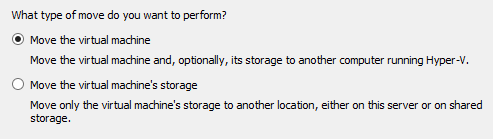 What type of move do you want to perform?
Move the virtual machine
Move the virtual machine and, optionally, its storage to another computer running Hyper-V.
Move the virtual machine's storage
Move only the virtual machine's storage to another location, either on this server or on shared
storage.